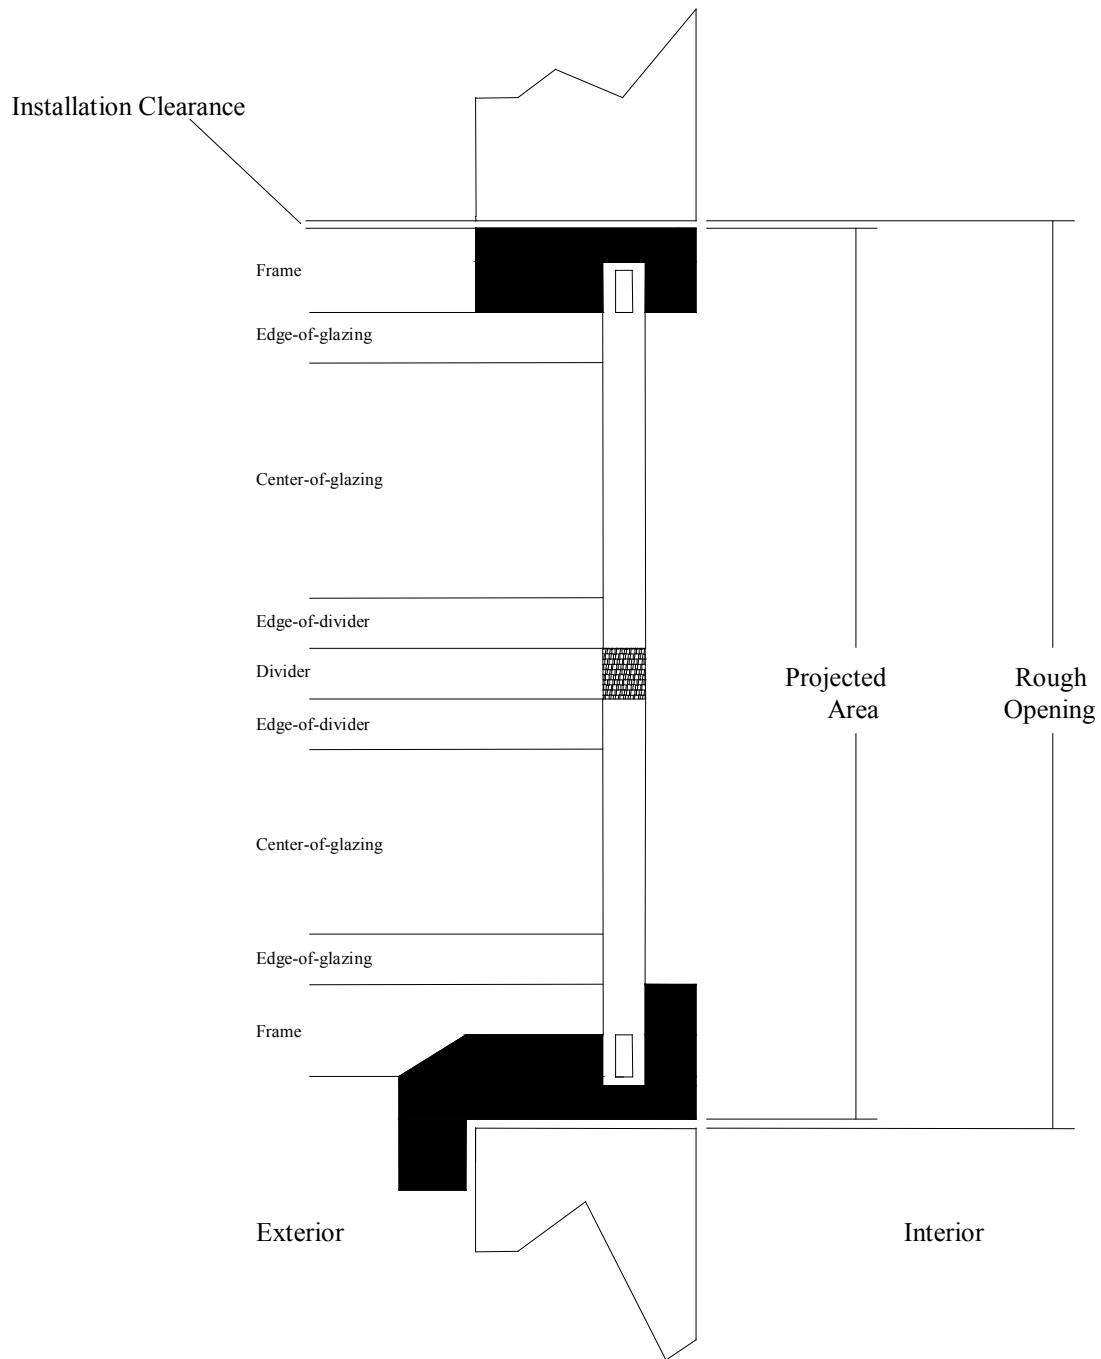 Installation Clearance
Frame
Edge-of-glazing
Center-of-glazing
Edge-of-divider
Divider
Edge-of-divider
Center-of-glazing
Edge-of-glazing
Frame
Projected
Area
Rough
Opening
Exterior
Interior